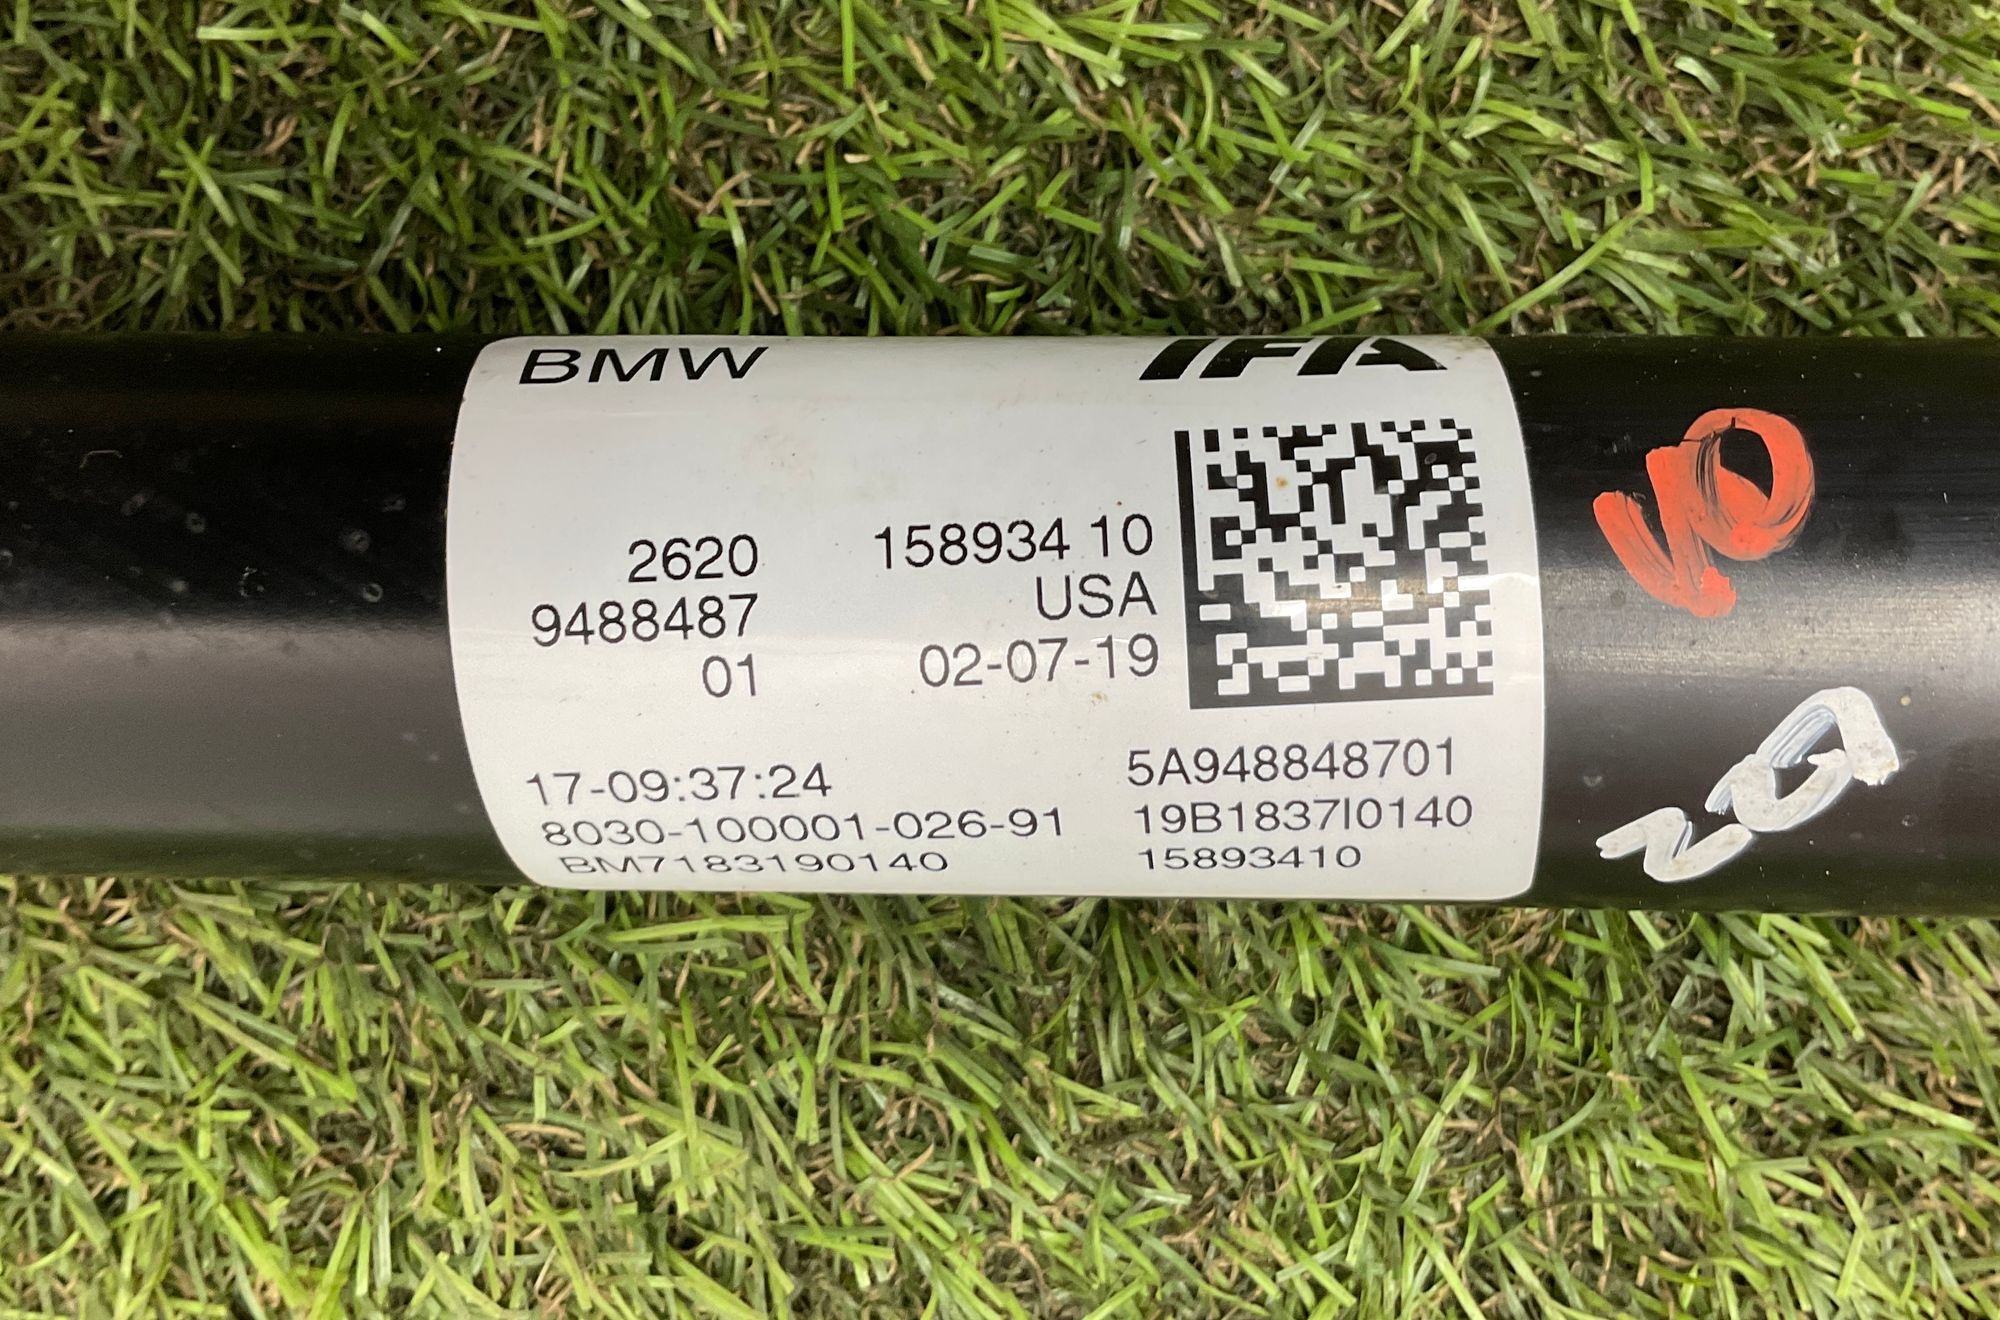 BMW IFA
2620 158934 10
9488487 USA
01 02-07-19
17-09:37:24 5A948848701
8030-100001-026-91 19B1837I0140
BM7183190140 15893410